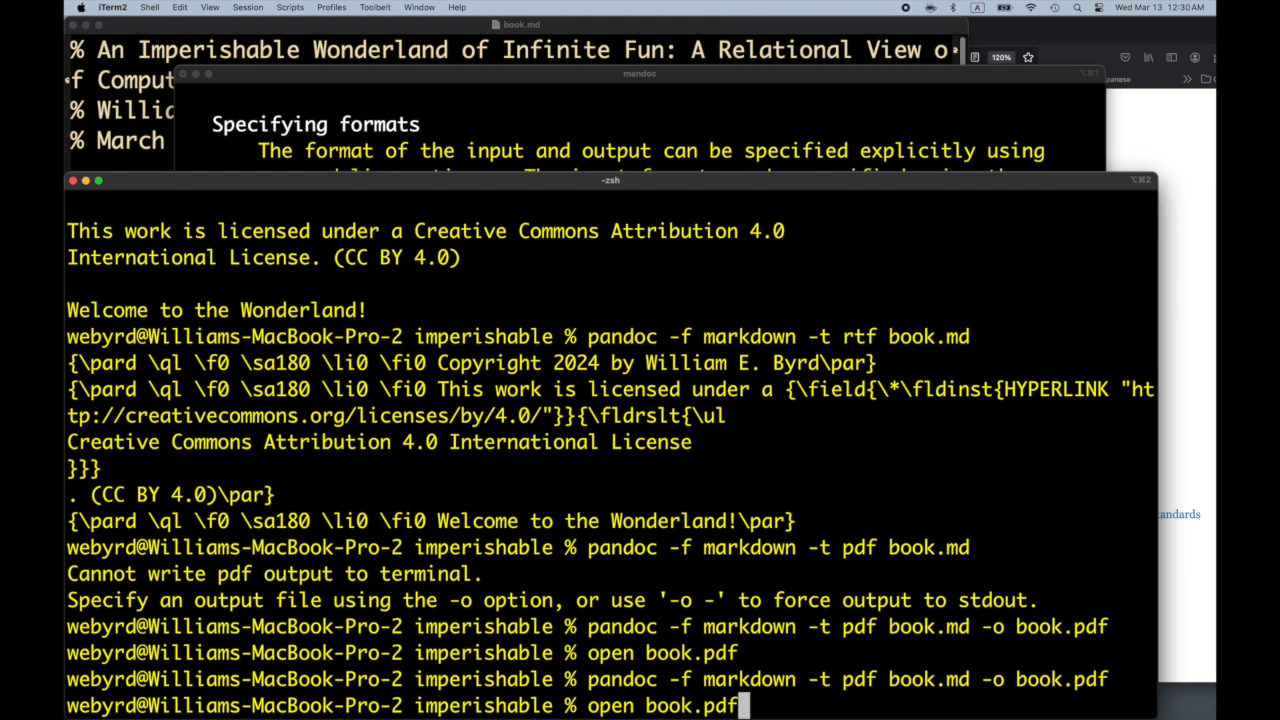 iTerm2 Shell Edit View Session Scripts Profiles Toolbelt Window Help A Wed Mar 13 12:30 AM
book.md
% An Imperishable Wonderland of Infinite Fun: A Relational View o
f Comput
% Willia
% March
120%
panese
mandoc ⌥⌘1
Specifying formats
The format of the input and output can be specified explicitly using
-zsh ⌥⌘2
This work is licensed under a Creative Commons Attribution 4.0
International License. (CC BY 4.0)
Welcome to the Wonderland!
webyrd@Williams-MacBook-Pro-2 imperishable % pandoc -f markdown -t rtf book.md
{\pard \ql \f0 \sa180 \li0 \fi0 Copyright 2024 by William E. Byrd\par}
{\pard \ql \f0 \sa180 \li0 \fi0 This work is licensed under a {\field{\*\fldinst{HYPERLINK "ht
tp://creativecommons.org/licenses/by/4.0/"}}{\fldrslt{\ul
Creative Commons Attribution 4.0 International License
}}}
. (CC BY 4.0)\par}
{\pard \ql \f0 \sa180 \li0 \fi0 Welcome to the Wonderland!\par}
tandards
webyrd@Williams-MacBook-Pro-2 imperishable % pandoc -f markdown -t pdf book.md
Cannot write pdf output to terminal.
Specify an output file using the -o option, or use '-o -' to force output to stdout.
webyrd@Williams-MacBook-Pro-2 imperishable % pandoc -f markdown -t pdf book.md -o book.pdf
webyrd@Williams-MacBook-Pro-2 imperishable % open book.pdf
webyrd@Williams-MacBook-Pro-2 imperishable % pandoc -f markdown -t pdf book.md -o book.pdf
webyrd@Williams-MacBook-Pro-2 imperishable % open book.pdf